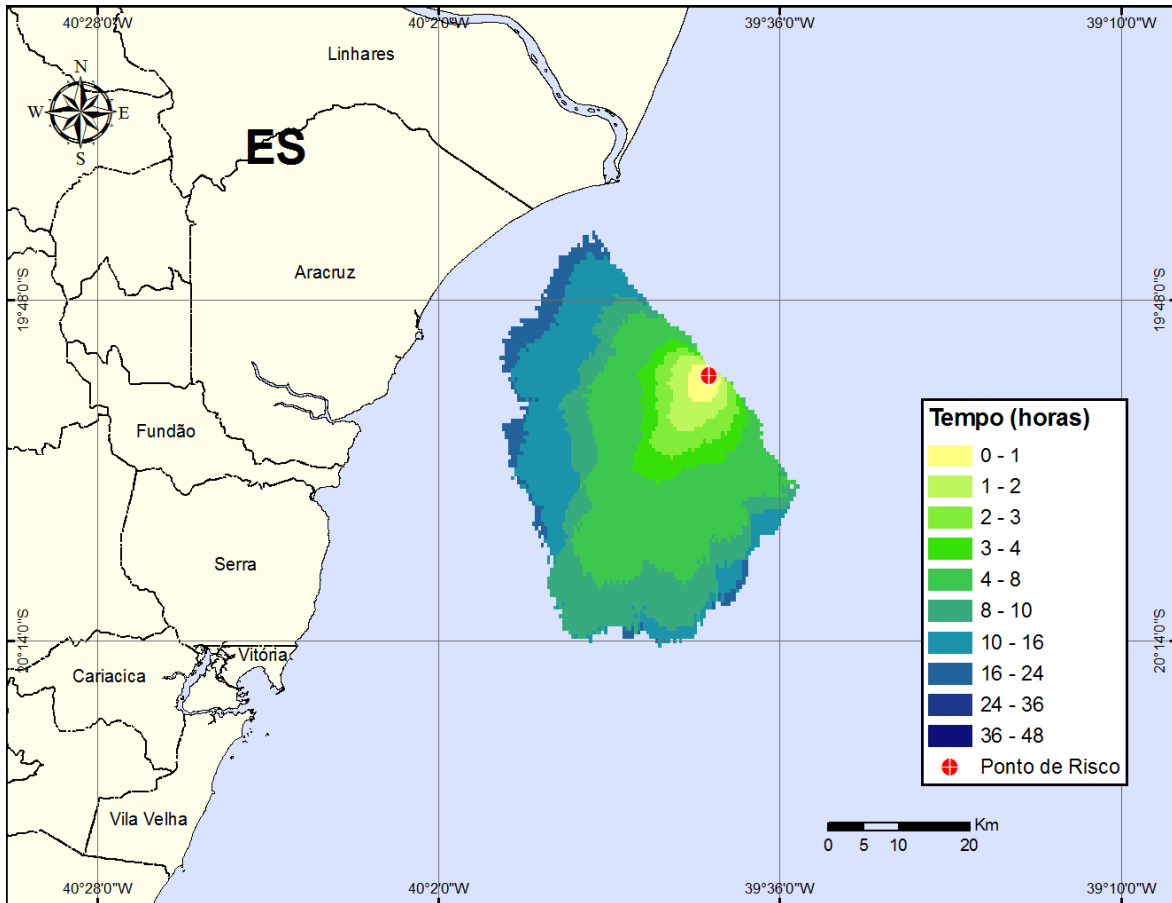 40°28'0"W 40°2'0"W 39°36'0"W 39°10'0"W
Linhares
N
W E
S
ES
Aracruz
19°48'0"S 19°48'0"S
Fundão
Serra
Vitória
Cariacica
20°14'0"S 20°14'0"S
Vila Velha
Tempo (horas)
0 - 1
1 - 2
2 - 3
3 - 4
4 - 8
8 - 10
10 - 16
16 - 24
24 - 36
36 - 48
Ponto de Risco
Km
0 5 10 20
40°28'0"W 40°20'0"W 39°36'0"W 39°10'0"W